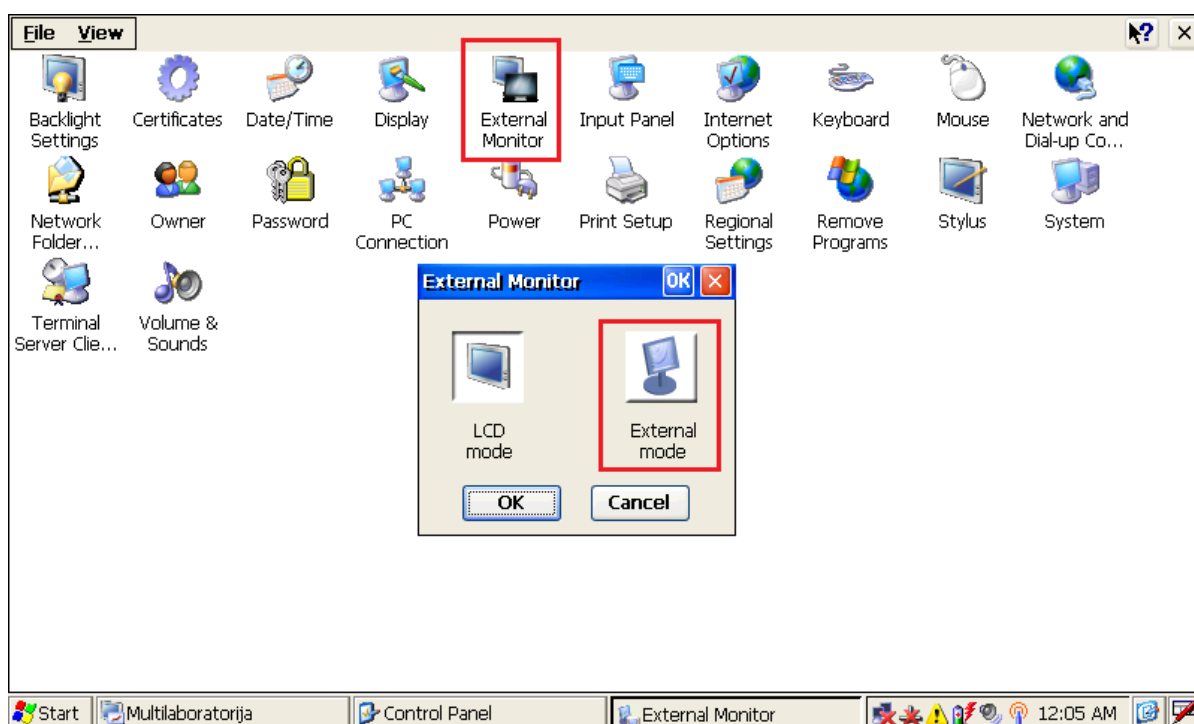 File View
Backlight Settings
Certificates
Date/Time
Display
External Monitor
Input Panel
Internet Options
Keyboard
Mouse
Network and Dial-up Co...
Network Folder...
Owner
Password
PC Connection
Power
Print Setup
Regional Settings
Remove Programs
Stylus
System
Terminal Server Clie...
Volume & Sounds
External Monitor OK
LCD mode
External mode
OK Cancel
Start Multilaboratorija Control Panel External Monitor 12:05 AM